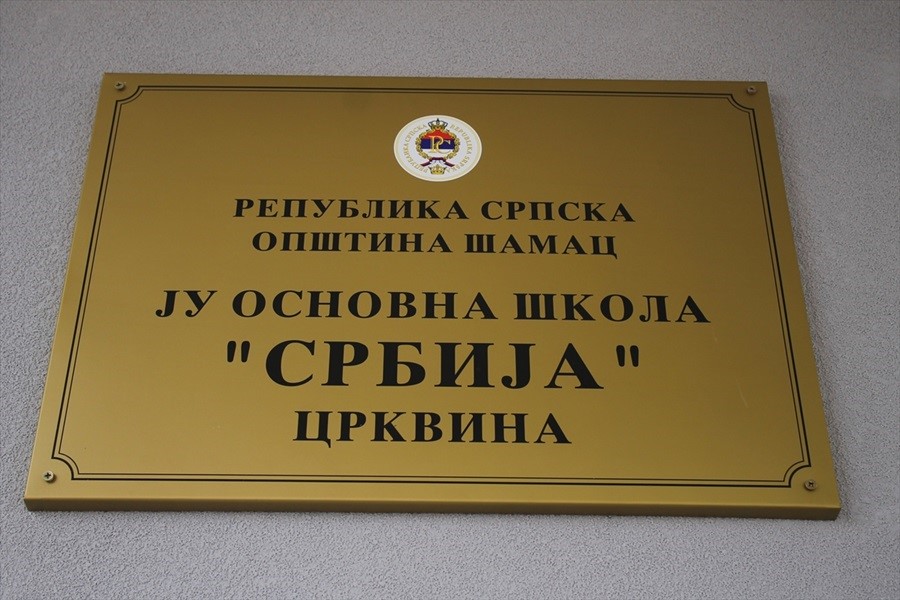 РЕПУБЛИКА СРПСКА
ОПШТИНА ШАМАЦ
ЈУ ОСНОВНА ШКОЛА
"СРБИЈА"
ЦРКВИНА